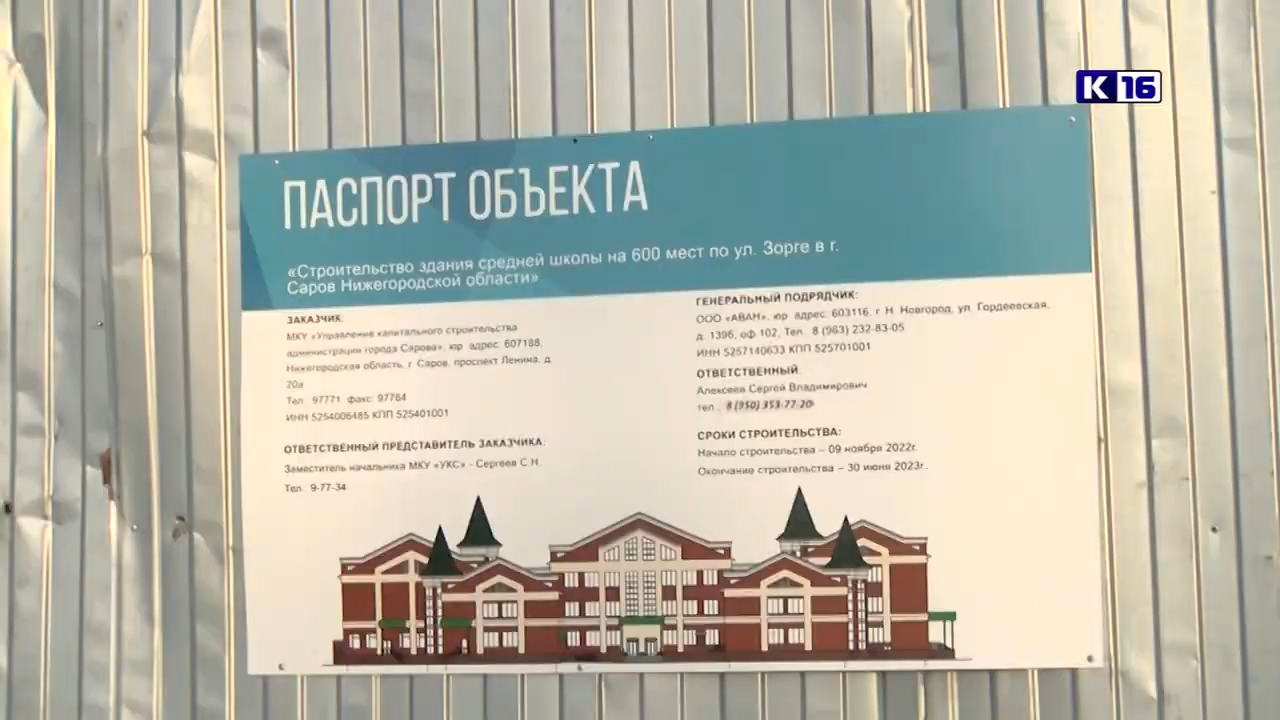 К 16
ПАСПОРТ ОБЪЕКТА
«Строительство здания средней школы на 600 мест по ул. Зорге в г.
Саров Нижегородской области»
ЗАКАЗЧИК:
МКУ «Управление капитального строительства
администрации города Сарова», юр. адрес: 607188,
Нижегородская область, г. Саров, проспект Ленина, д.
20а
Тел. 97771 факс: 97764
ИНН 5254006485 КПП 525401001
ОТВЕТСТВЕННЫЙ ПРЕДСТАВИТЕЛЬ ЗАКАЗЧИКА:
Заместитель начальника МКУ «УКС» - Сергеев С.Н.
Тел. 9-77-34
ГЕНЕРАЛЬНЫЙ ПОДРЯДЧИК:
ООО «АВАН», юр. адрес: 603116, г. Н. Новгород, ул. Гордеевская,
д. 139б, оф.102, Тел.: 8 (963) 232-83-05
ИНН 5257140633 КПП 525701001
ОТВЕТСТВЕННЫЙ:
Алексеев Сергей Владимирович
тел.: 8 (950) 353-77-20
СРОКИ СТРОИТЕЛЬСТВА:
Начало строительства – 09 ноября 2022г.
Окончание строительства – 30 июня 2023г.